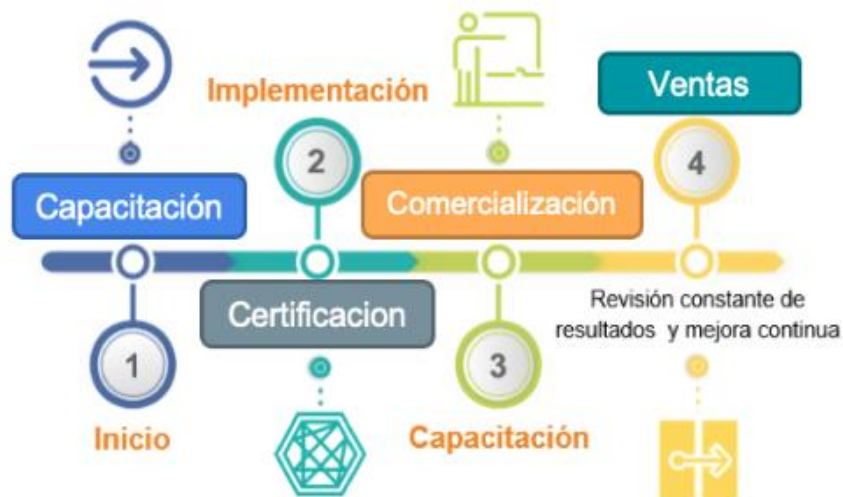 Implementación
Ventas
2
4
Capacitación
Comercialización
Certificacion
Revisión constante de
resultados y mejora continua
1
3
Inicio
Capacitación